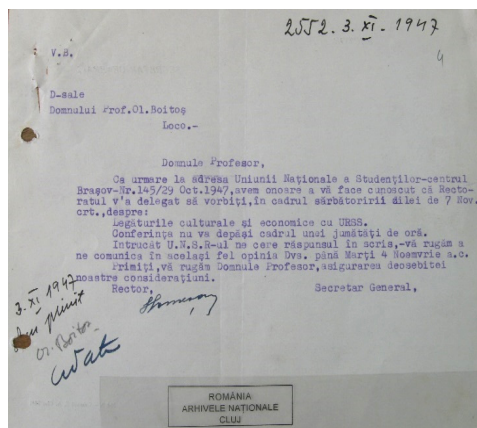 2552. 3. XI. 1947
4
V.B.
D-sale
Domnului Prof.Ol.Boitoş
Loco.-
Domnule Profesor,
Ca urmare la adresa Uniunii Naţionale a Studenţilor-centrul
Braşov-Nr.145/29 Oct.1947,avem onoare a vă face cunoscut că Recto-
ratul v'a delegat să vorbiţi,în cadrul sărbătoririi zilei de 7 Nov.
crt.,despre:
Legăturile culturale şi economice cu URSS.
Conferinţa nu va depăşi cadrul unei jumătăţi de oră.
Intrucât U.N.S.R-ul ne cere răspunsul în scris,-vă rugăm a
ne comunica în acelaşi fel opinia Dvs. până Marţi 4 Noemvrie a.c.
Primiţi,vă rugăm Domnule Profesor,asigurarea deosebitei
noastre consideraţiuni.
Rector,
Secretar General,
3. XI 1947
Am primit
Ol. Boitoş
ROMÂNIA
ARHIVELE NAŢIONALE
CLUJ